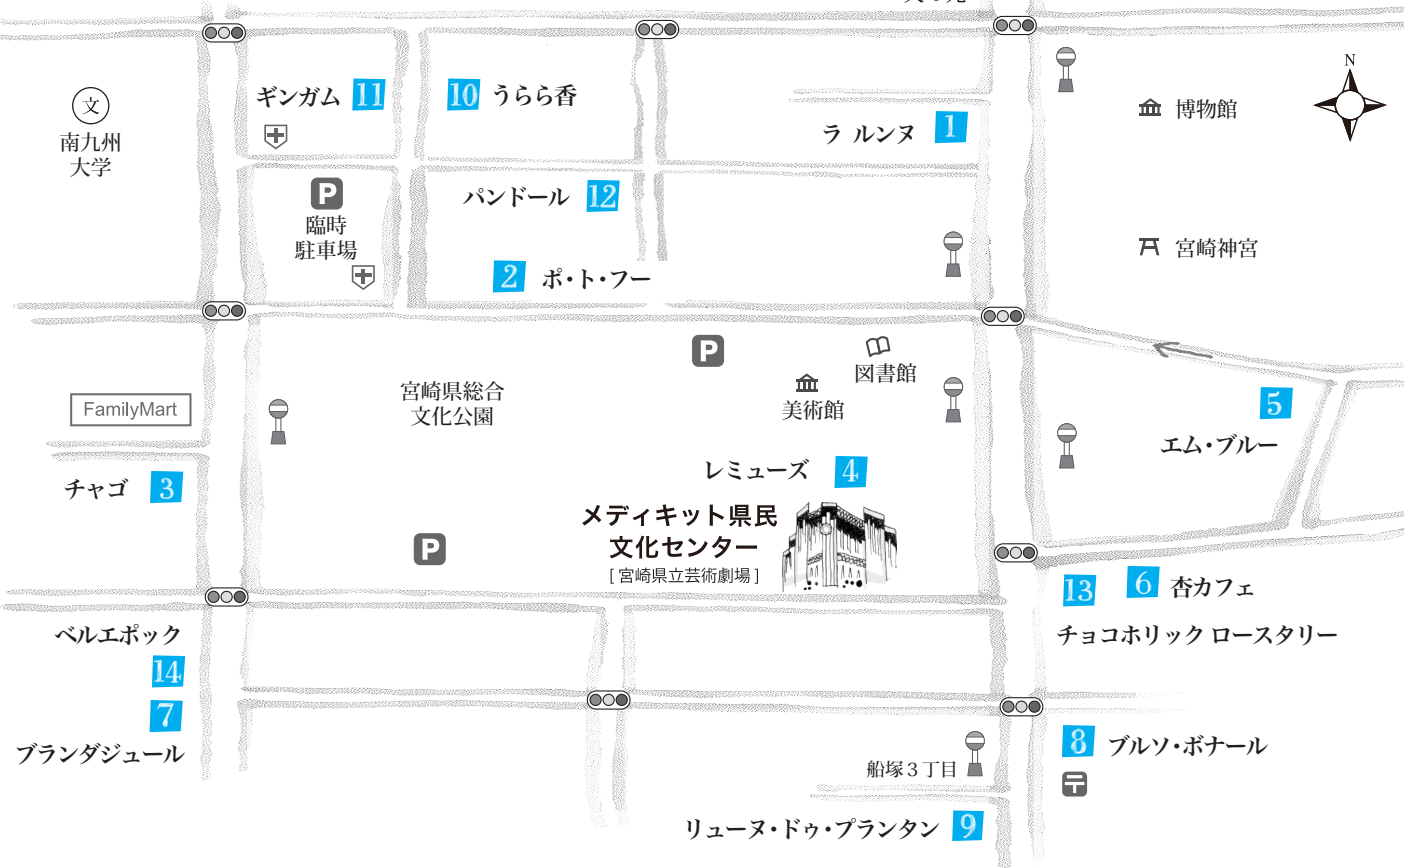 N
ギンガム 11
10 うらら香
文
南九州
大学
博物館
ラ ルンヌ 1
P
臨時
駐車場
パンドール 12
宮崎神宮
2 ポ・ト・フー
P
図書館
美術館
宮崎県総合
文化公園
FamilyMart
5
エム・ブルー
レミューズ 4
チャゴ 3
メディキット県民
文化センター
[ 宮崎県立芸術劇場 ]
P
13 6 杏カフェ
チョコホリック ロースタリー
ベルエポック
14
7
ブランダジュール
8 ブルソ・ボナール
船塚3丁目
リューヌ・ドゥ・プランタン 9